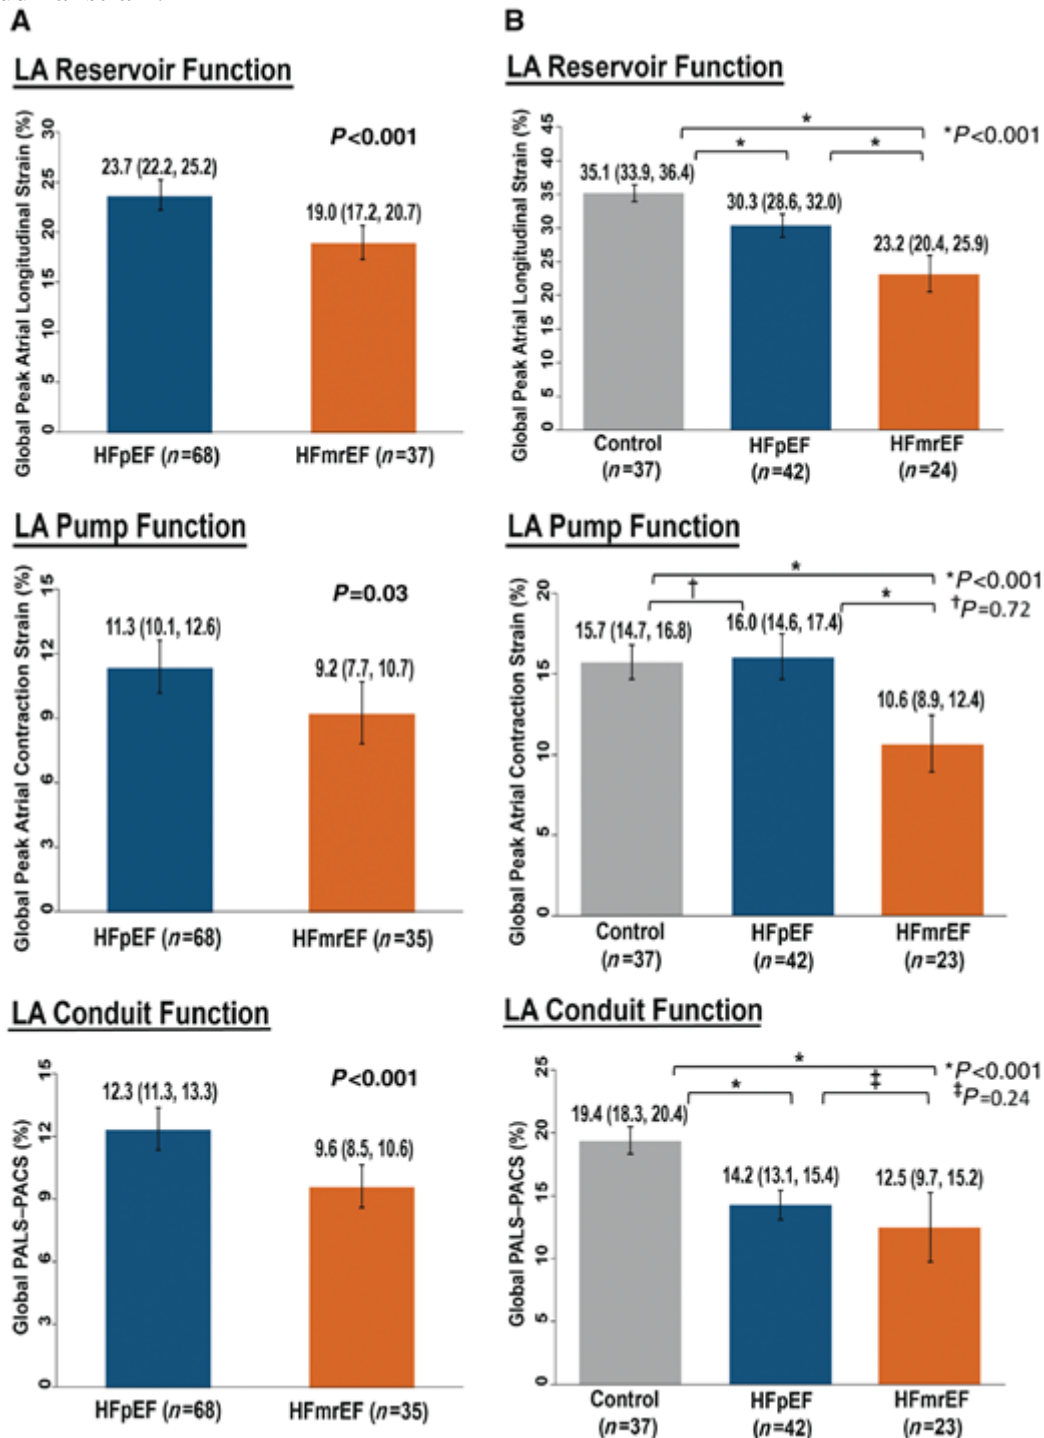 A
LA Reservoir Function
Global Peak Atrial Longitudinal Strain (%)
30
25
20
15
10
5
0
P<0.001
23.7 (22.2, 25.2)
19.0 (17.2, 20.7)
HFpEF (n=68)
HFmrEF (n=37)
LA Pump Function
Global Peak Atrial Contraction Strain (%)
15
12
9
6
3
0
P=0.03
11.3 (10.1, 12.6)
9.2 (7.7, 10.7)
HFpEF (n=68)
HFmrEF (n=35)
LA Conduit Function
Global PALS–PACS (%)
15
12
9
6
3
0
P<0.001
12.3 (11.3, 13.3)
9.6 (8.5, 10.6)
HFpEF (n=68)
HFmrEF (n=35)
B
LA Reservoir Function
Global Peak Atrial Longitudinal Strain (%)
45
40
35
30
25
20
15
10
5
0
*
*P<0.001
*
*
35.1 (33.9, 36.4)
30.3 (28.6, 32.0)
23.2 (20.4, 25.9)
Control
(n=37)
HFpEF
(n=42)
HFmrEF
(n=24)
LA Pump Function
Global Peak Atrial Contraction Strain (%)
20
15
10
5
0
*
*P<0.001
†
*
†P=0.72
15.7 (14.7, 16.8)
16.0 (14.6, 17.4)
10.6 (8.9, 12.4)
Control
(n=37)
HFpEF
(n=42)
HFmrEF
(n=23)
LA Conduit Function
Global PALS–PACS (%)
25
20
15
10
5
0
*
*P<0.001
*
‡
‡P=0.24
19.4 (18.3, 20.4)
14.2 (13.1, 15.4)
12.5 (9.7, 15.2)
Control
(n=37)
HFpEF
(n=42)
HFmrEF
(n=23)